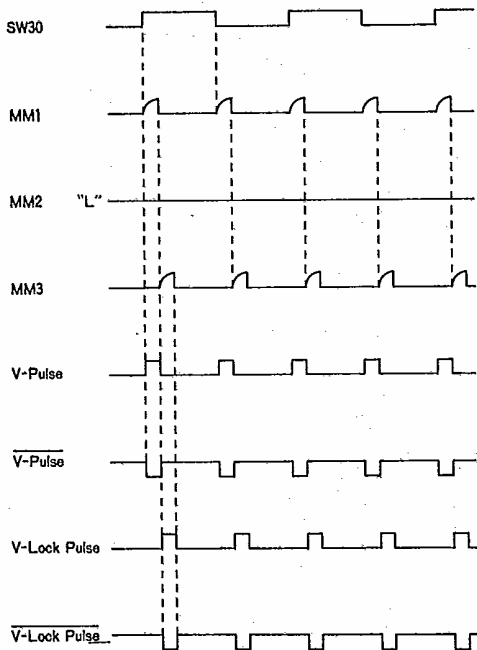 SW30
MM1
MM2 "L"
MM3
V-Pulse
V-Pulse
V-Lock Pulse
V-Lock Pulse